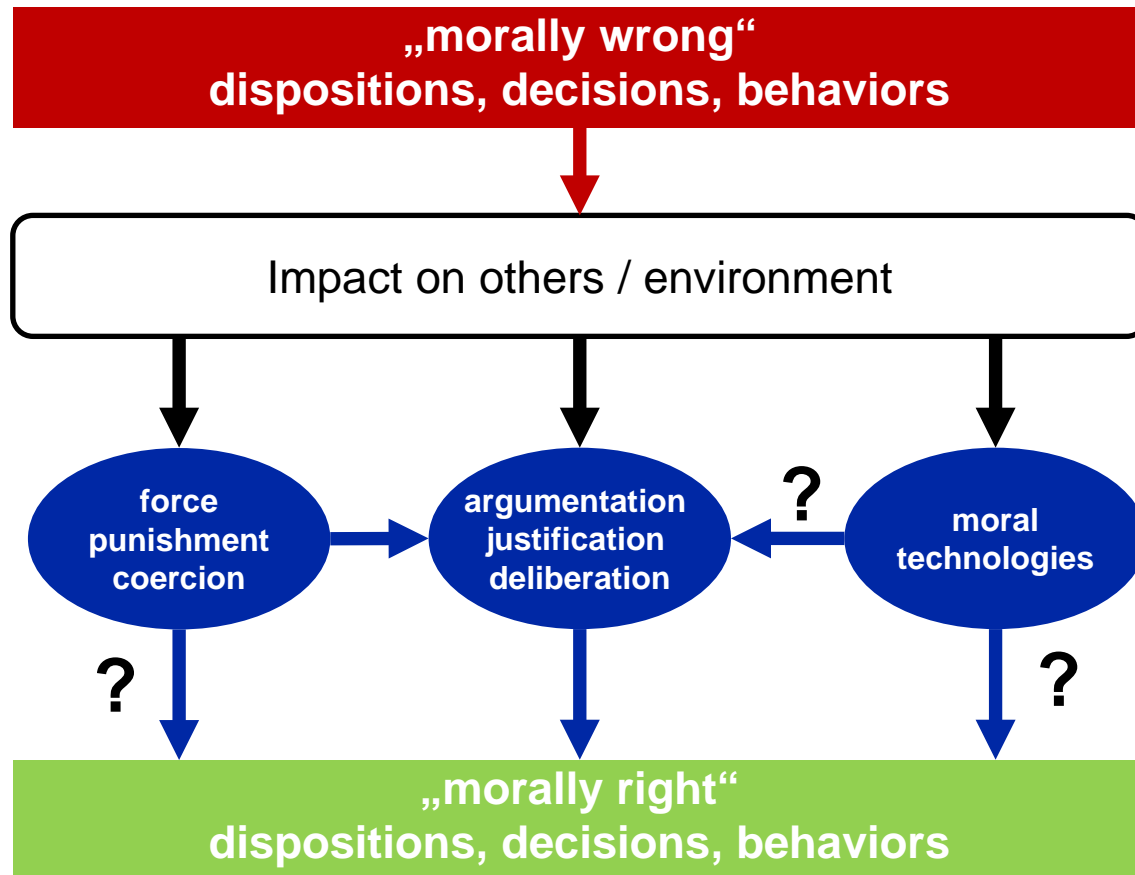 „morally wrong“
dispositions, decisions, behaviors
Impact on others / environment
force
punishment
coercion
argumentation
justification
deliberation
?
moral
technologies
?
?
„morally right“
dispositions, decisions, behaviors